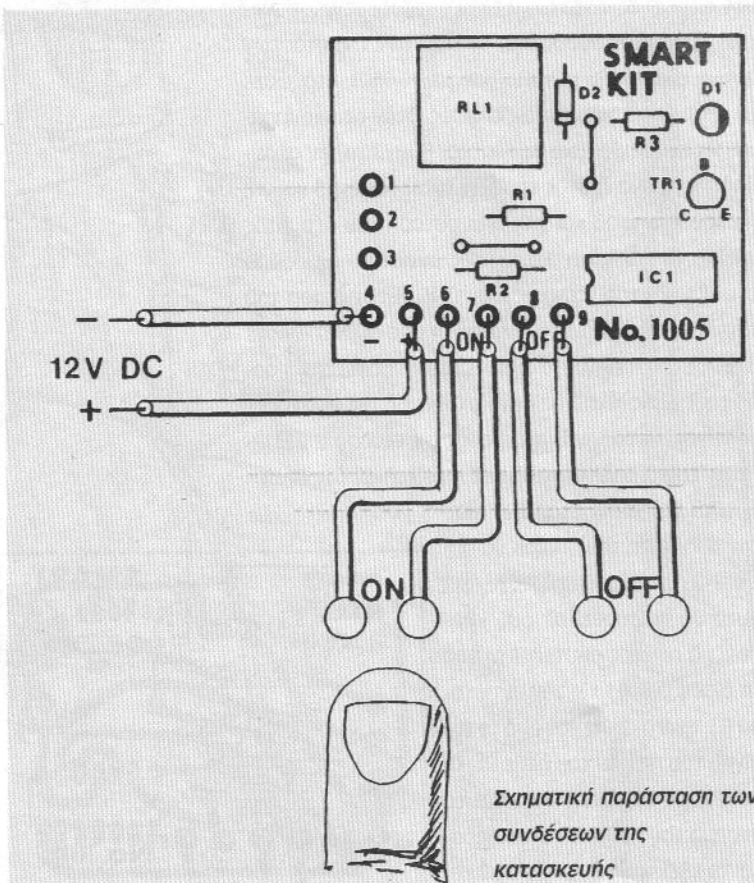 SMART
KIT
D1
D2
RL1
R3
B
TR1
C E
R1
R2
IC1
1
2
3
4 5 6 7 8 9
- + ON OFF
No. 1005
-
12V DC
+
ON OFF
Σχηματική παράσταση των
συνδέσεων της
κατασκευής